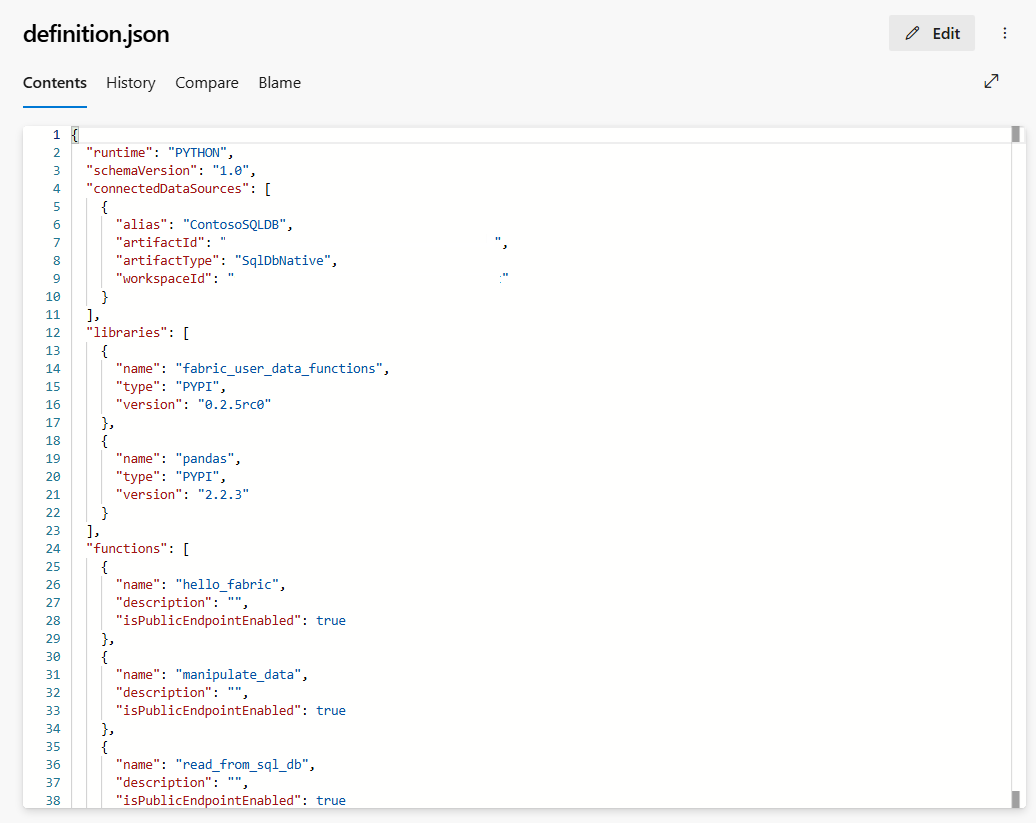 definition.json
Edit
Contents History Compare Blame
1 {
2 "runtime": "PYTHON",
3 "schemaVersion": "1.0",
4 "connectedDataSources": [
5 {
6 "alias": "ContosoSQLDB",
7 "artifactId": " ",
8 "artifactType": "SqlDbNative",
9 "workspaceId": " "
10 }
11 ],
12 "libraries": [
13 {
14 "name": "fabric_user_data_functions",
15 "type": "PYPI",
16 "version": "0.2.5rc0"
17 },
18 {
19 "name": "pandas",
20 "type": "PYPI",
21 "version": "2.2.3"
22 }
23 ],
24 "functions": [
25 {
26 "name": "hello_fabric",
27 "description": "",
28 "isPublicEndpointEnabled": true
29 },
30 {
31 "name": "manipulate_data",
32 "description": "",
33 "isPublicEndpointEnabled": true
34 },
35 {
36 "name": "read_from_sql_db",
37 "description": "",
38 "isPublicEndpointEnabled": true